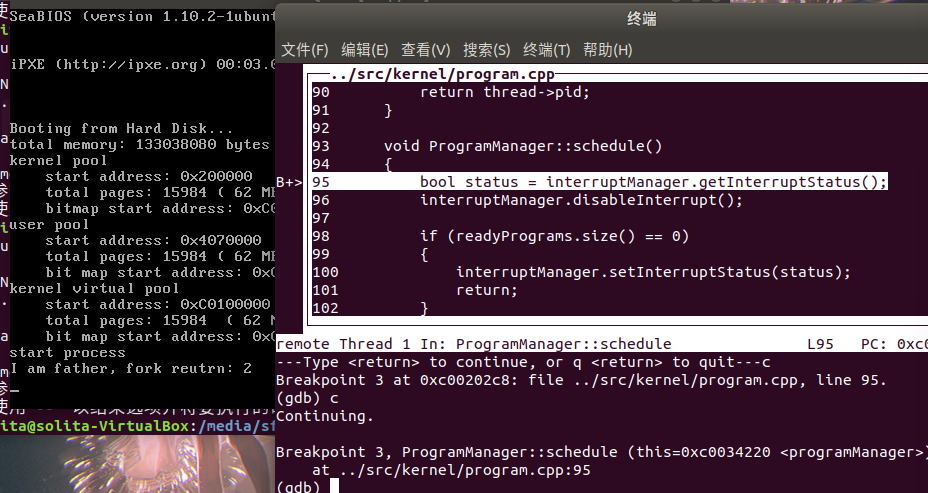 SeaBIOS (version 1.10.2-1ubunt
iPXE (http://ipxe.org) 00:03.0
Booting from Hard Disk...
total memory: 133038080 bytes
kernel pool
start address: 0x200000
total pages: 15984 ( 62 MB
bitmap start address: 0xC0
user pool
start address: 0x4070000
total pages: 15984 ( 62 MB
bit map start address: 0xC
kernel virtual pool
start address: 0xC0100000
total pages: 15984 ( 62 M
bit map start address: 0xC
start process
I am father, fork reutrn: 2
ita@solita-VirtualBox:/media/sf
终端
文件(F) 编辑(E) 查看(V) 搜索(S) 终端(T) 帮助(H)
../src/kernel/program.cpp
90 return thread->pid;
91 }
92
93 void ProgramManager::schedule()
94 {
B+>95 bool status = interruptManager.getInterruptStatus();
96 interruptManager.disableInterrupt();
97
98 if (readyPrograms.size() == 0)
99 {
100 interruptManager.setInterruptStatus(status);
101 return;
102 }
remote Thread 1 In: ProgramManager::schedule L95 PC: 0xc0
---Type <return> to continue, or q <return> to quit---c
Breakpoint 3 at 0xc00202c8: file ../src/kernel/program.cpp, line 95.
(gdb) c
Continuing.
Breakpoint 3, ProgramManager::schedule (this=0xc0034220 <programManager>)
at ../src/kernel/program.cpp:95
(gdb)